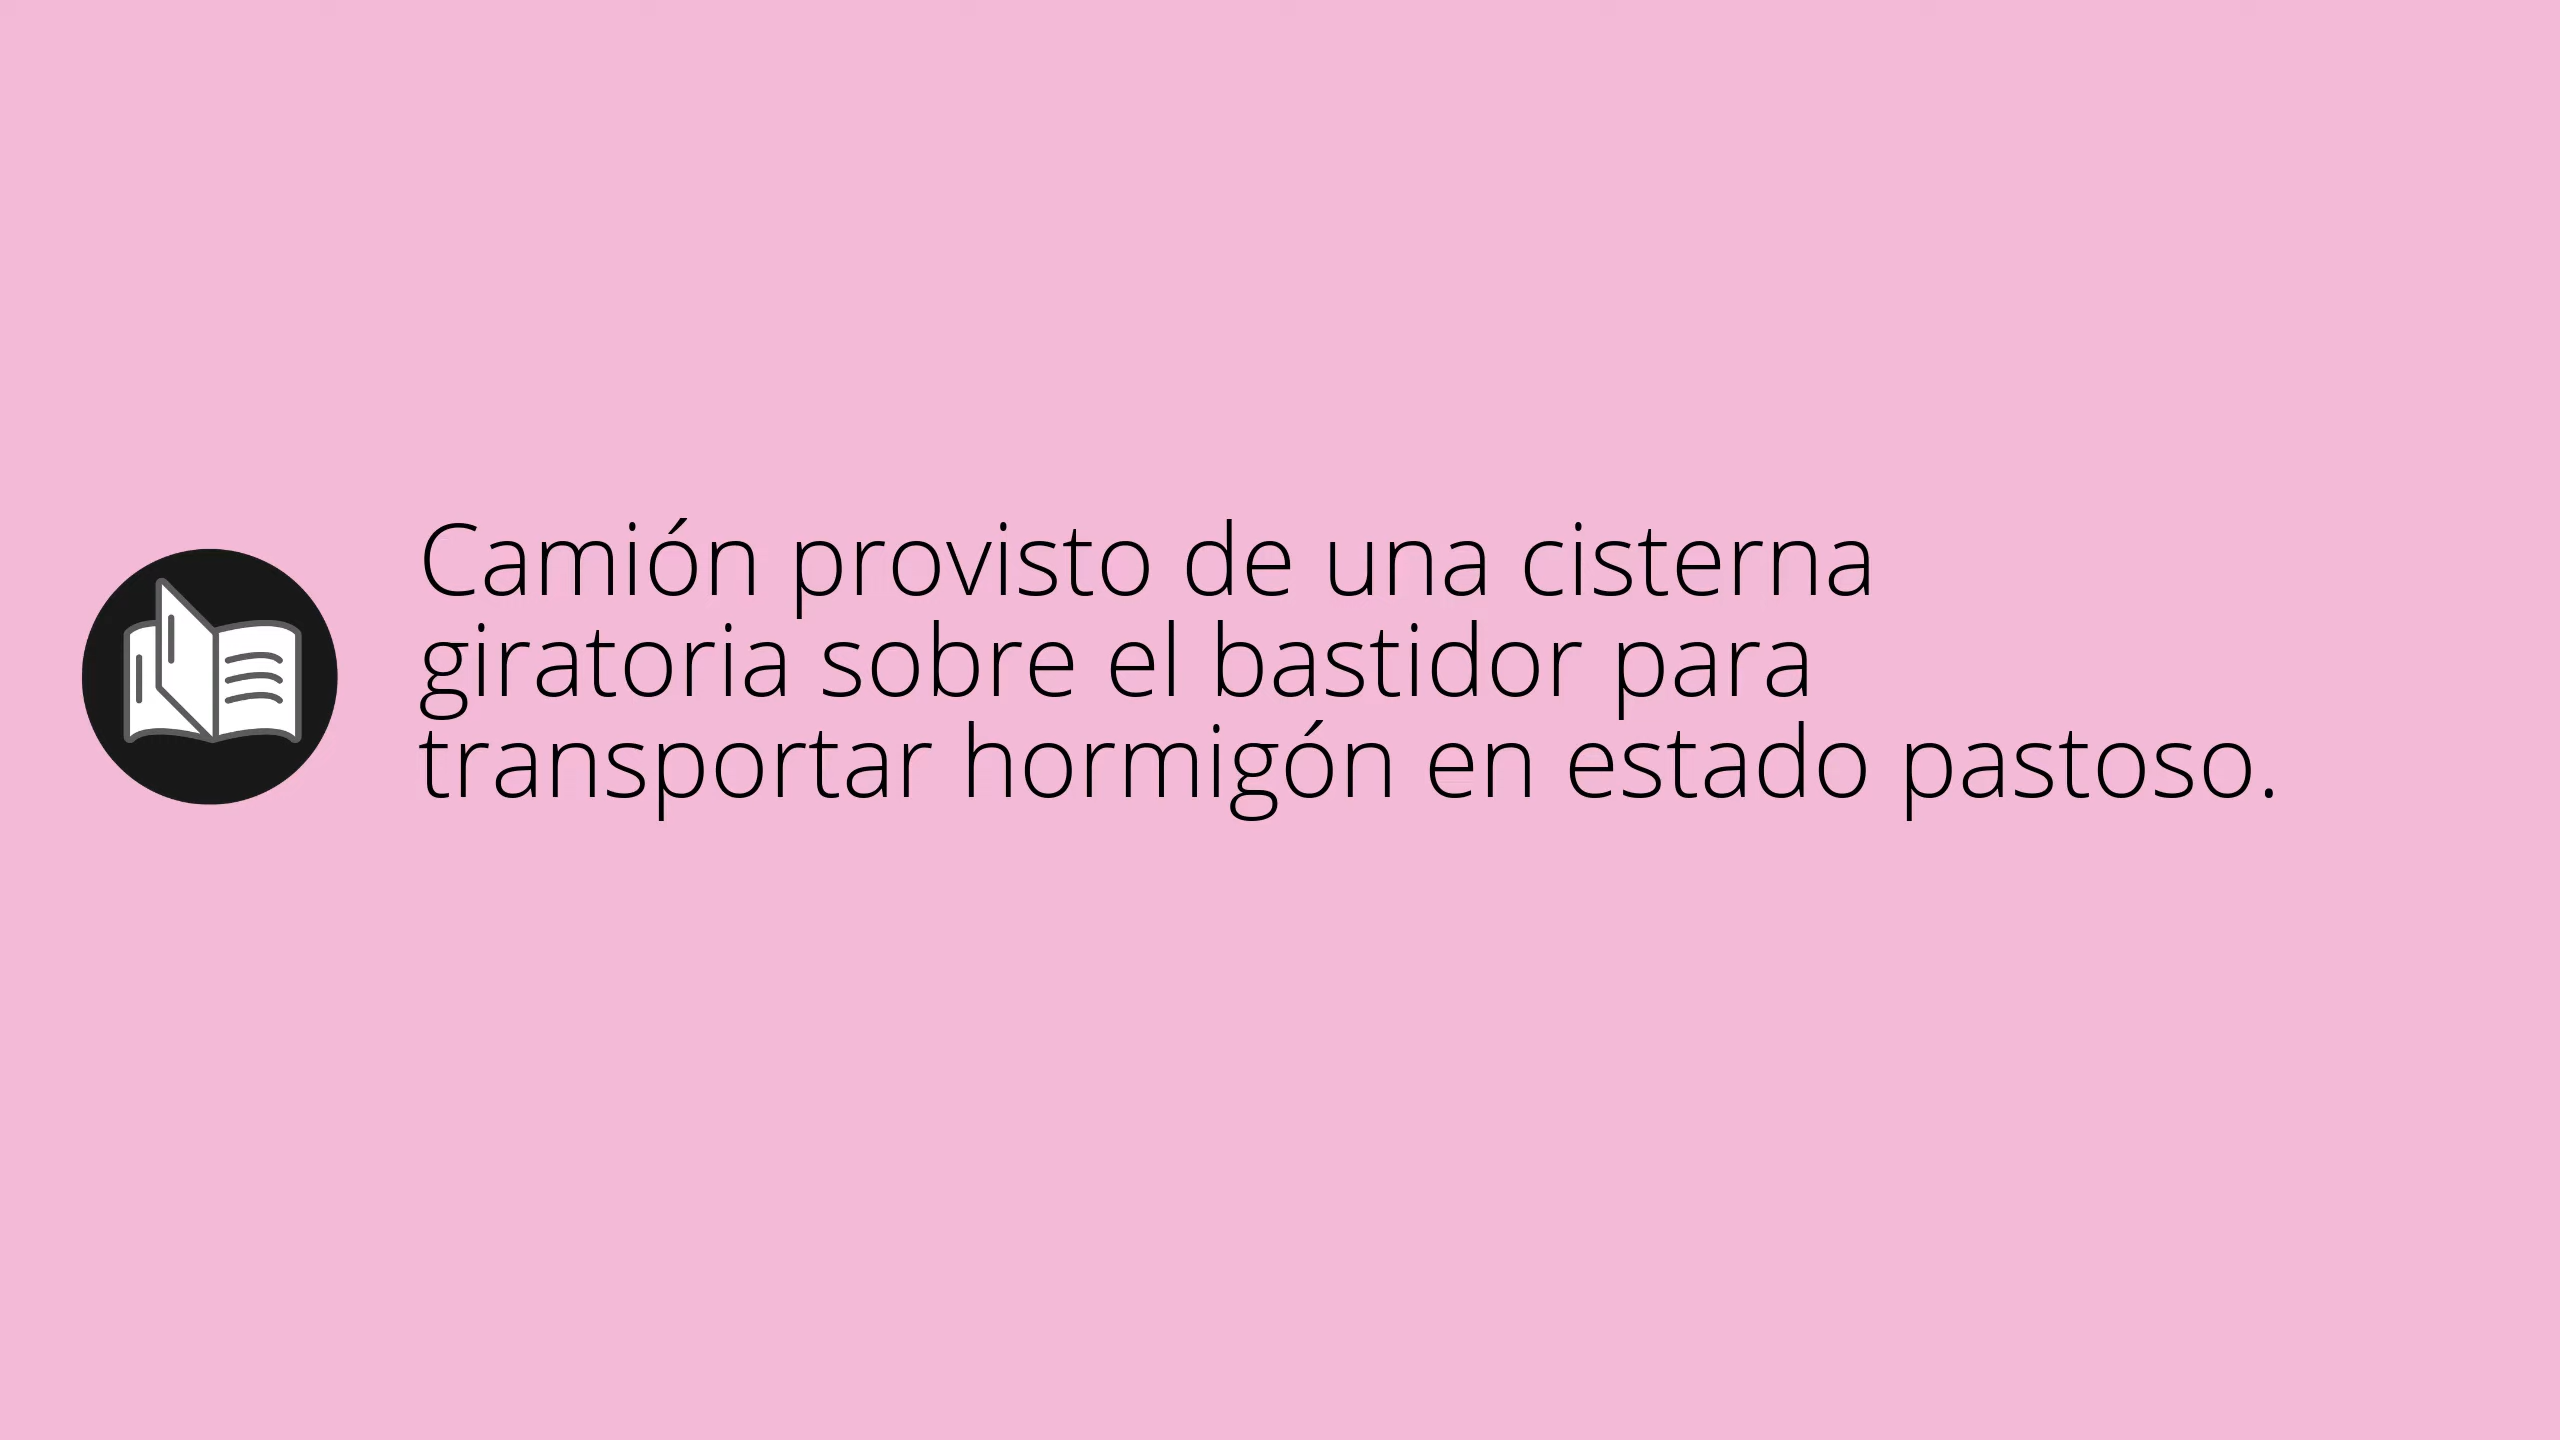 Camión provisto de una cisterna
giratoria sobre el bastidor para
transportar hormigón en estado pastoso.